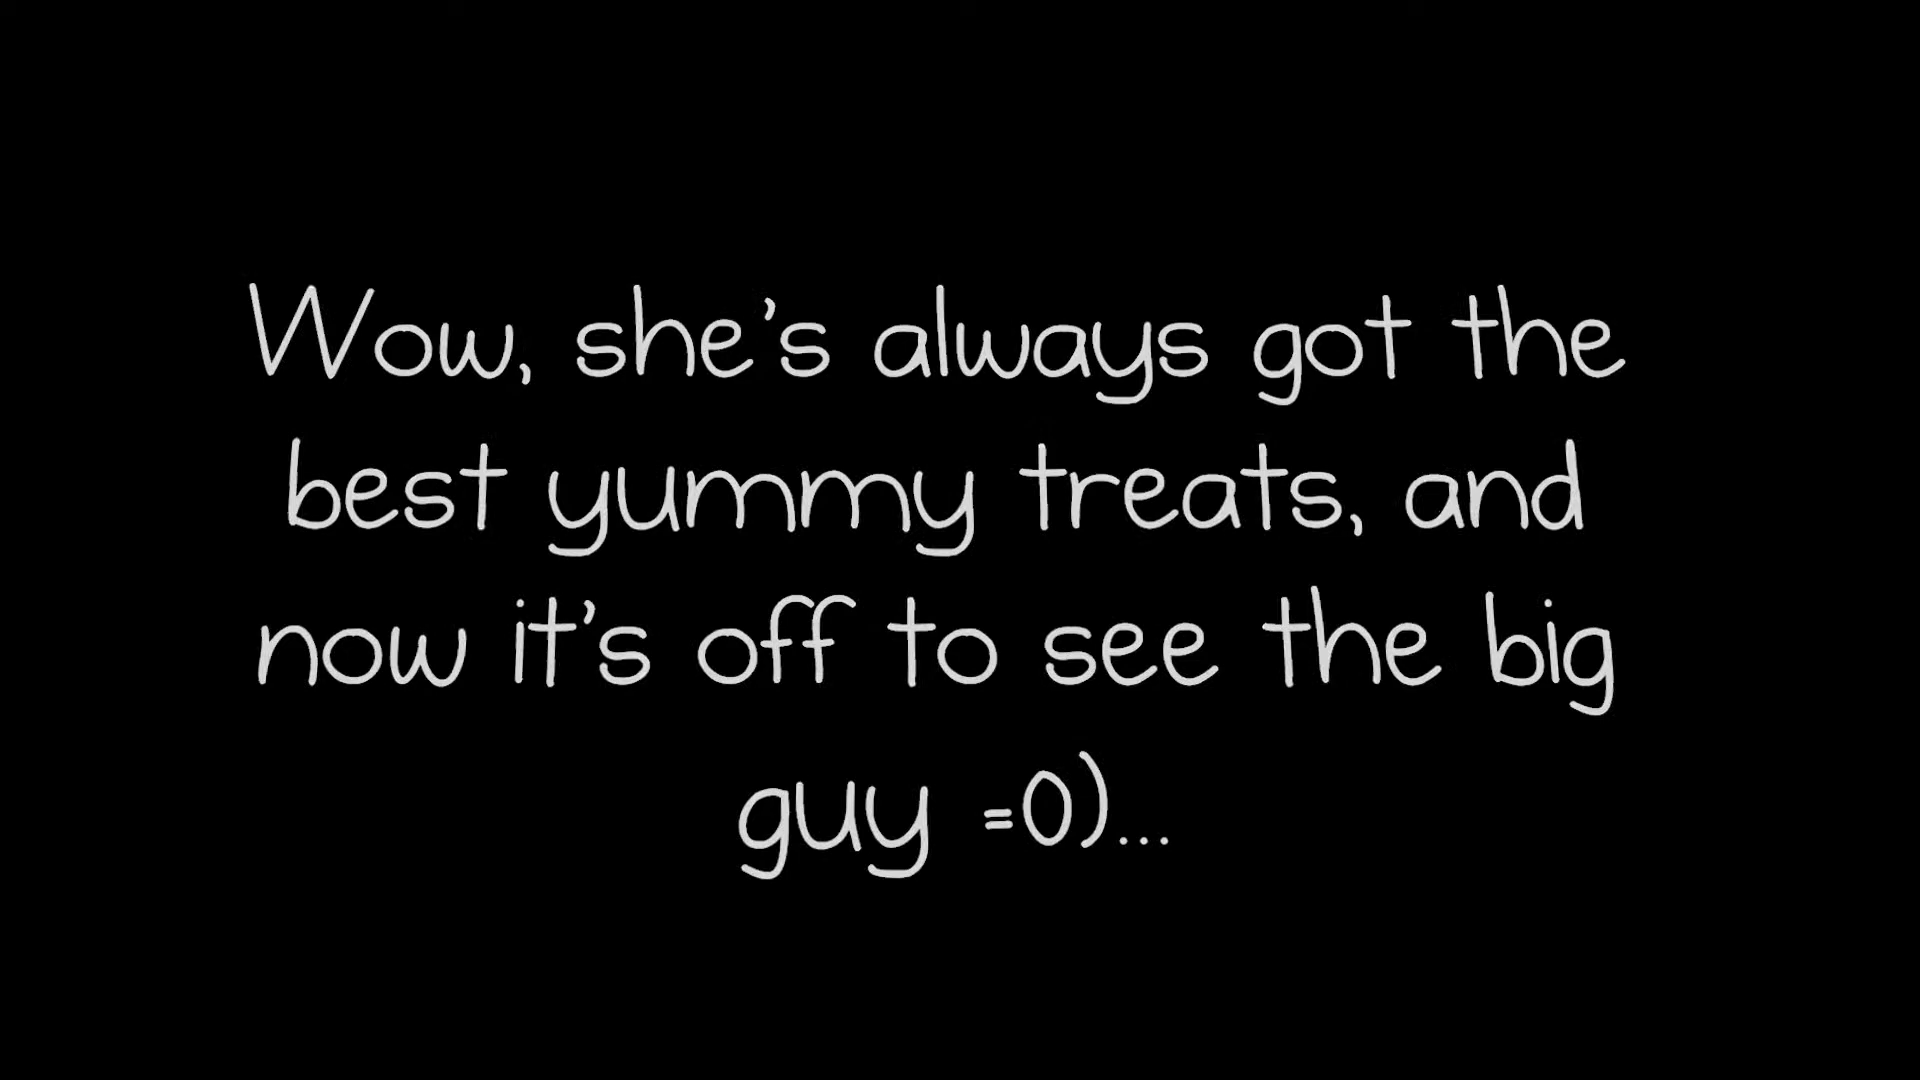 Wow, she's always got the
best yummy treats, and
now it's off to see the big
guy =0)...